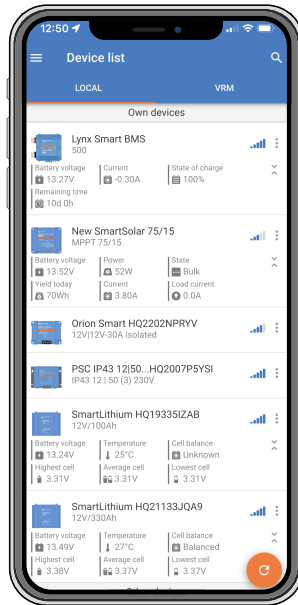 12:50
Device list
LOCAL VRM
Own devices
Lynx Smart BMS
500
Battery voltage Current State of charge
13.27V -0.30A 100%
Remaining time
10d 0h
New SmartSolar 75/15
MPPT 75/15
Battery voltage Power State
13.52V 52W Bulk
Yield today Current Load current
70Wh 3.80A 0.0A
Orion Smart HQ2202NPRYV
12V|12V-30A Isolated
PSC IP43 12|50...HQ2007P5YSI
IP43 12 | 50 (3) 230V
SmartLithium HQ19335IZAB
12V/100Ah
Battery voltage Temperature Cell balance
13.24V 25°C Unknown
Highest cell Average cell Lowest cell
3.31V 3.31V 3.31V
SmartLithium HQ21133JQA9
12V/330Ah
Battery voltage Temperature Cell balance
13.49V 27°C Balanced
Highest cell Average cell Lowest cell
3.38V 3.37V 3.37V